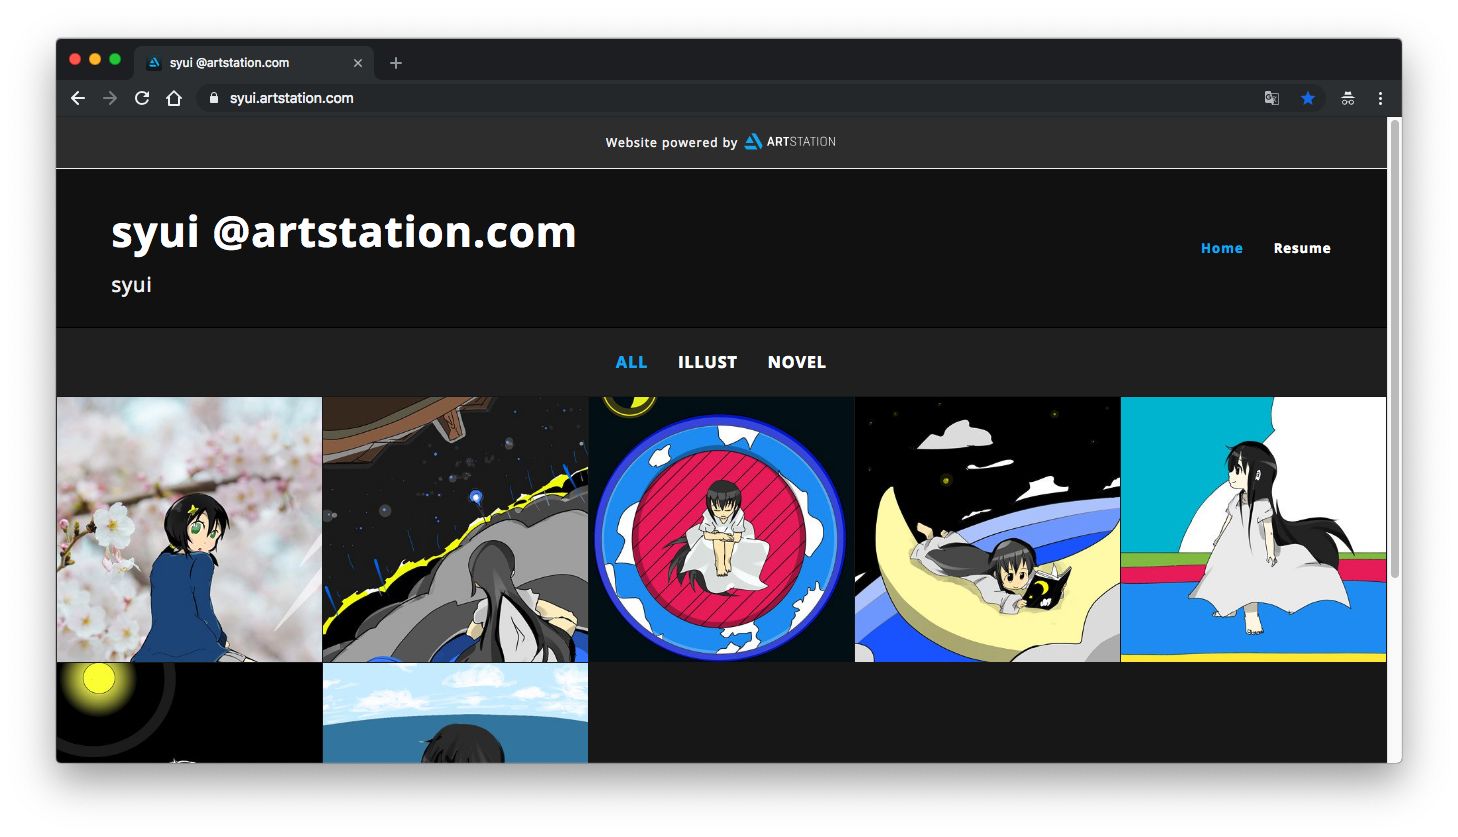 syui @artstation.com
syui.artstation.com
Website powered by ARTSTATION
syui @artstation.com
syui
Home Resume
ALL ILLUST NOVEL